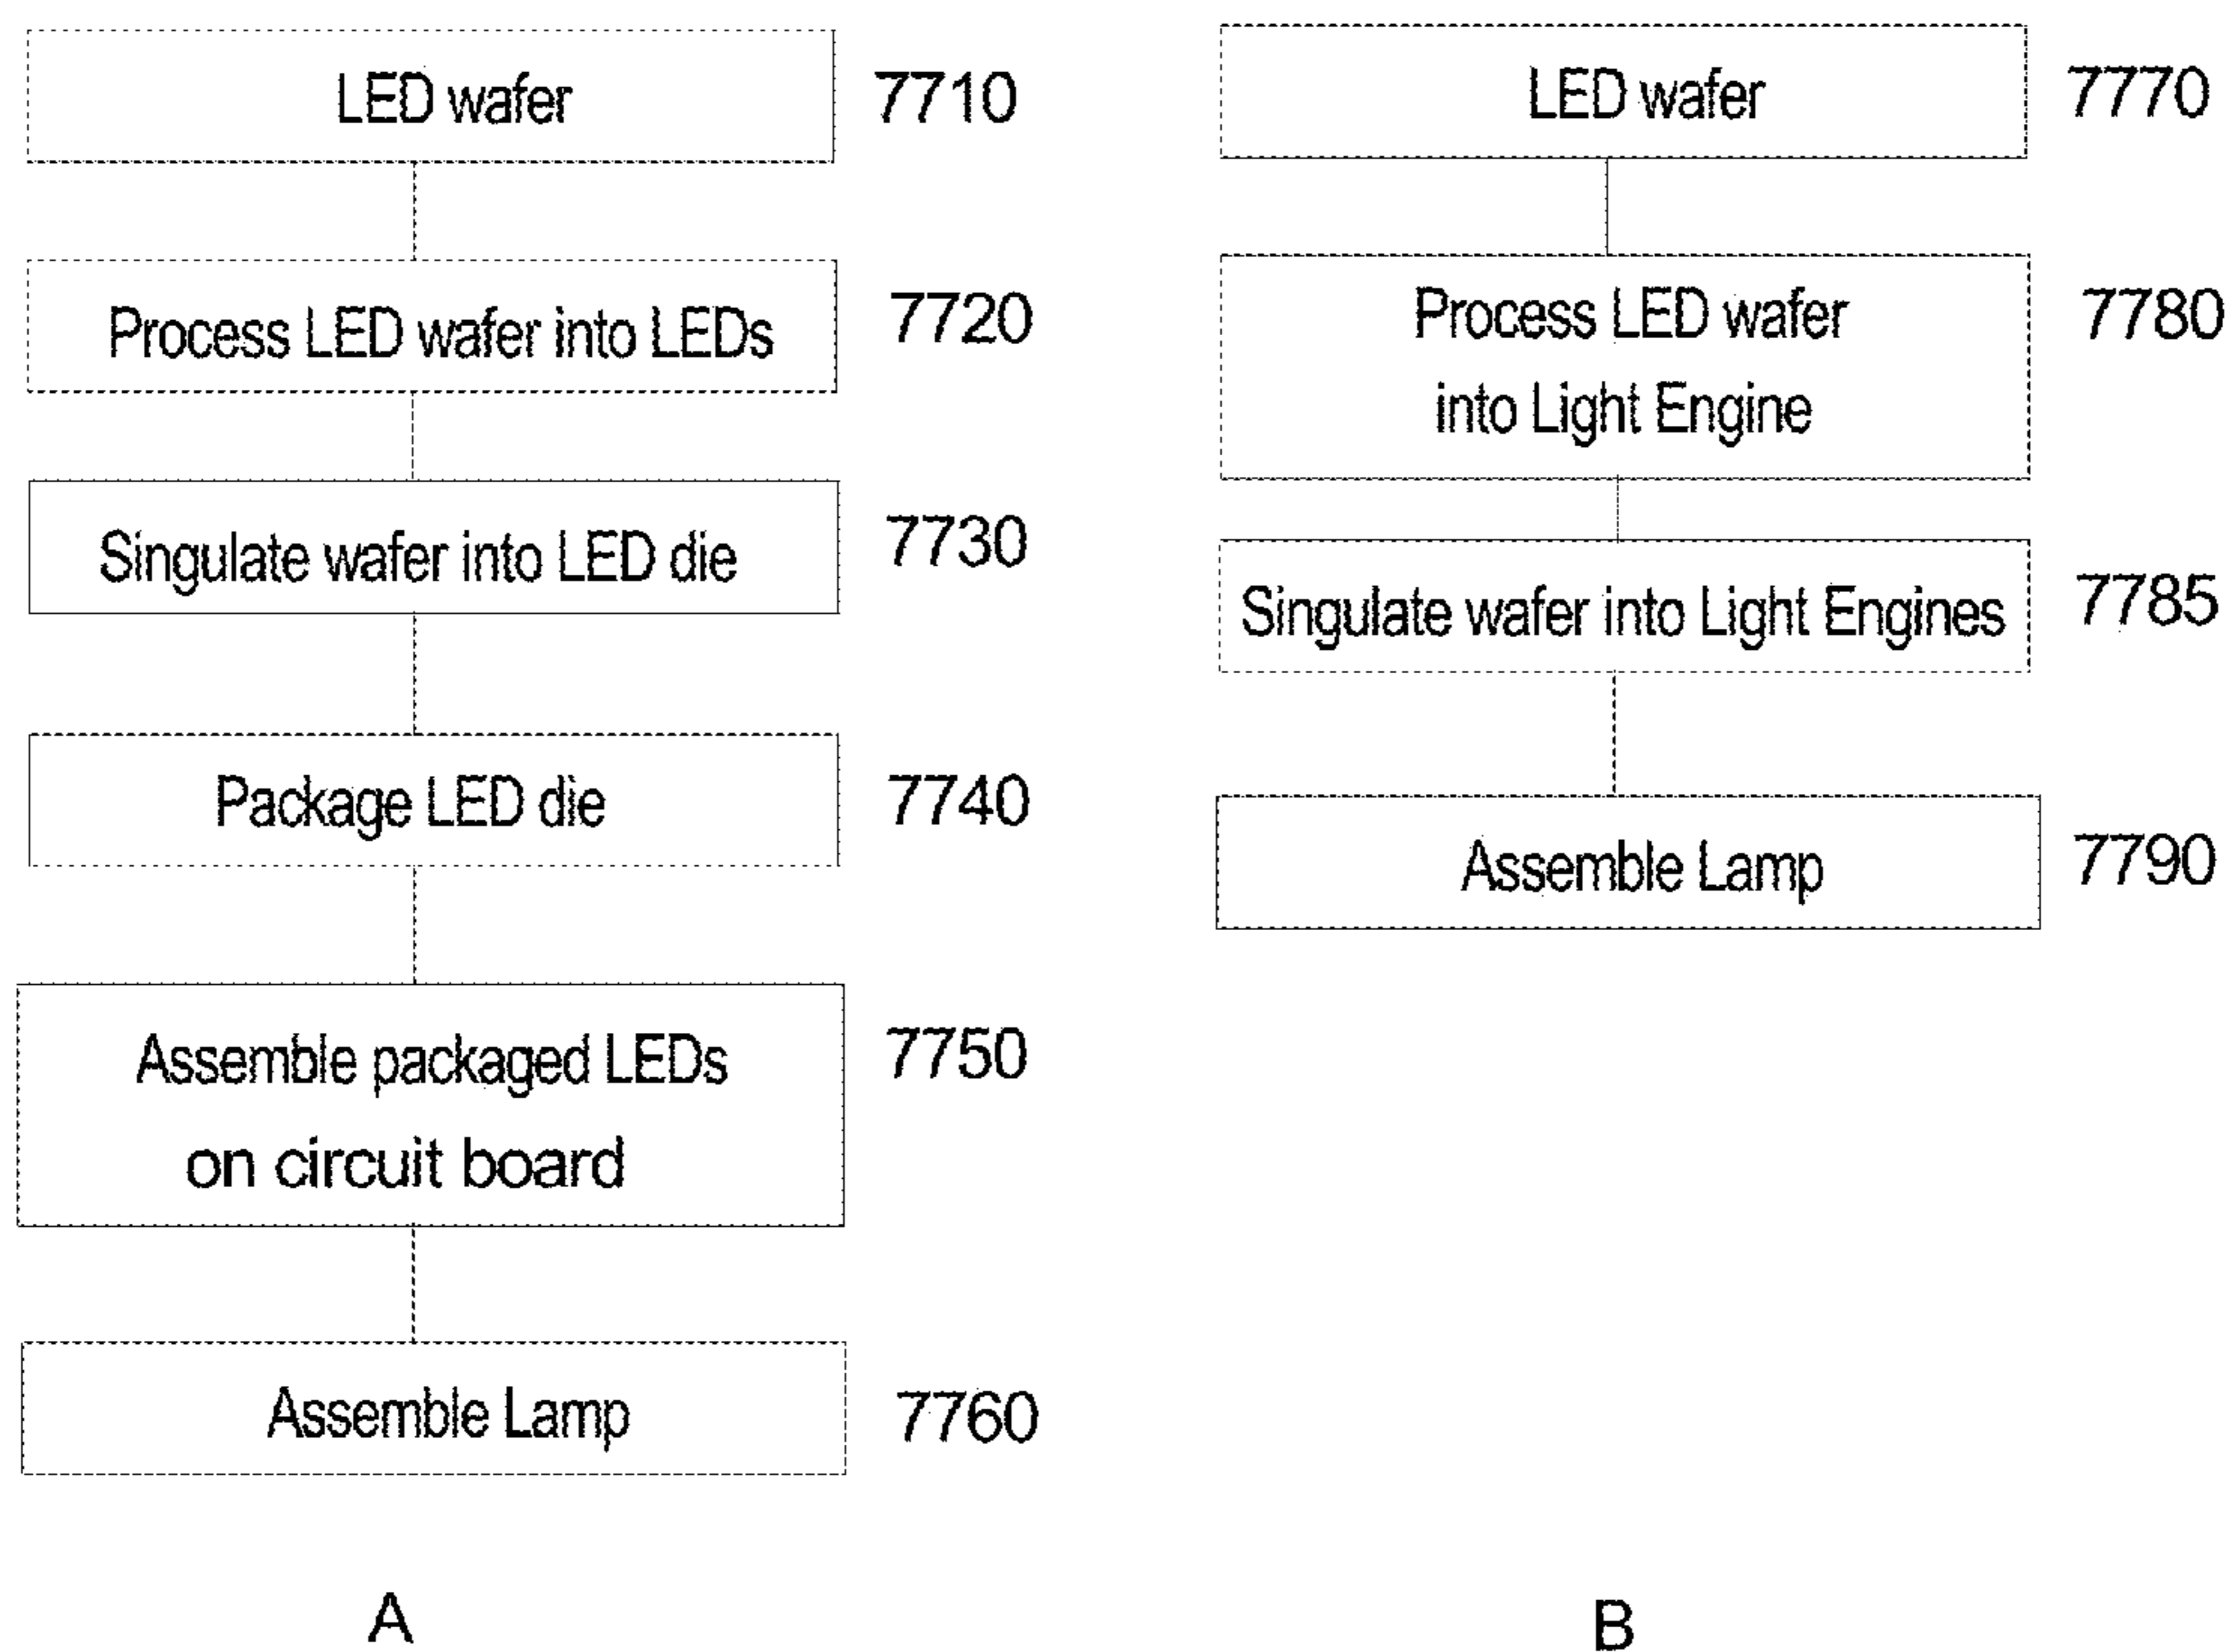 LED wafer
7710
Process LED wafer into LEDs
7720
Singulate wafer into LED die
7730
Package LED die
7740
Assemble packaged LEDs
on circuit board
7750
Assemble Lamp
7760
A
LED wafer
7770
Process LED wafer
into Light Engine
7780
Singulate wafer into Light Engines
7785
Assemble Lamp
7790
B